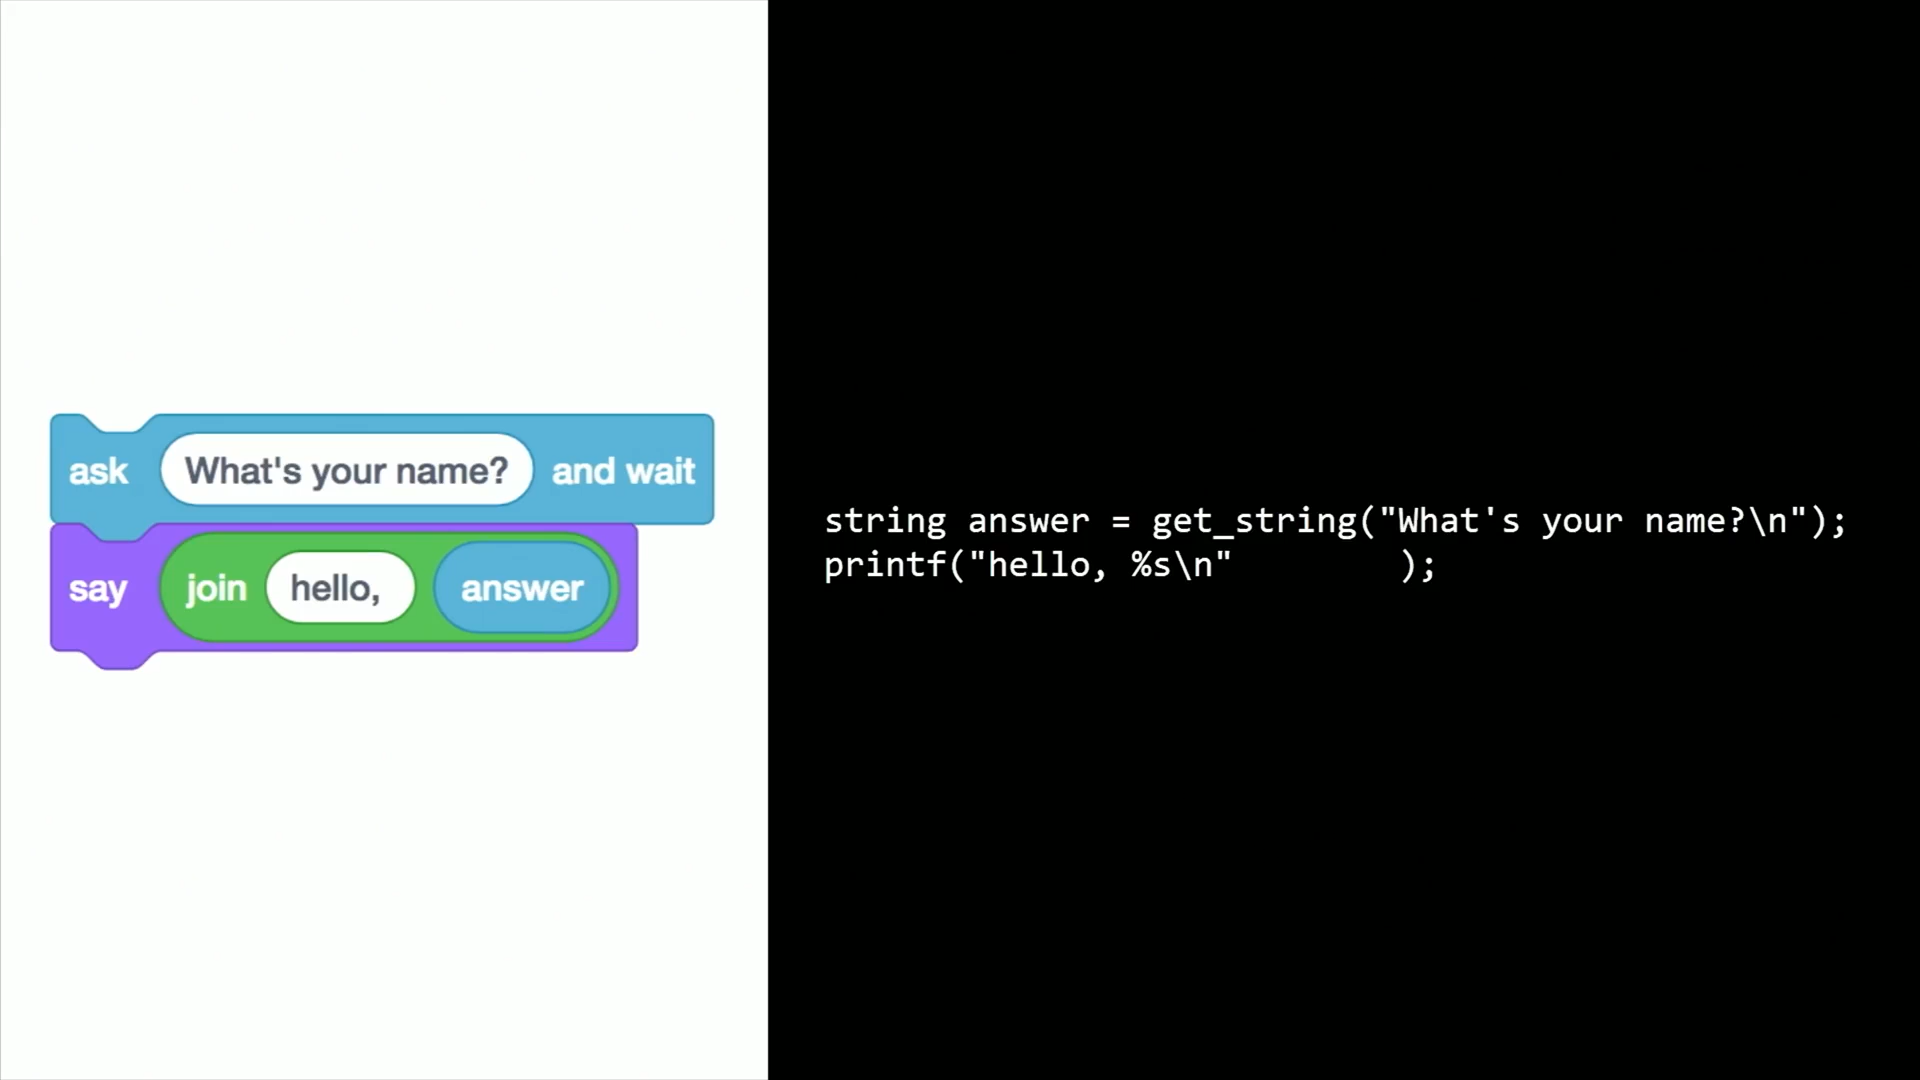 ask What's your name? and wait
say join hello, answer
string answer = get_string("What's your name?\n");
printf("hello, %s\n"       );